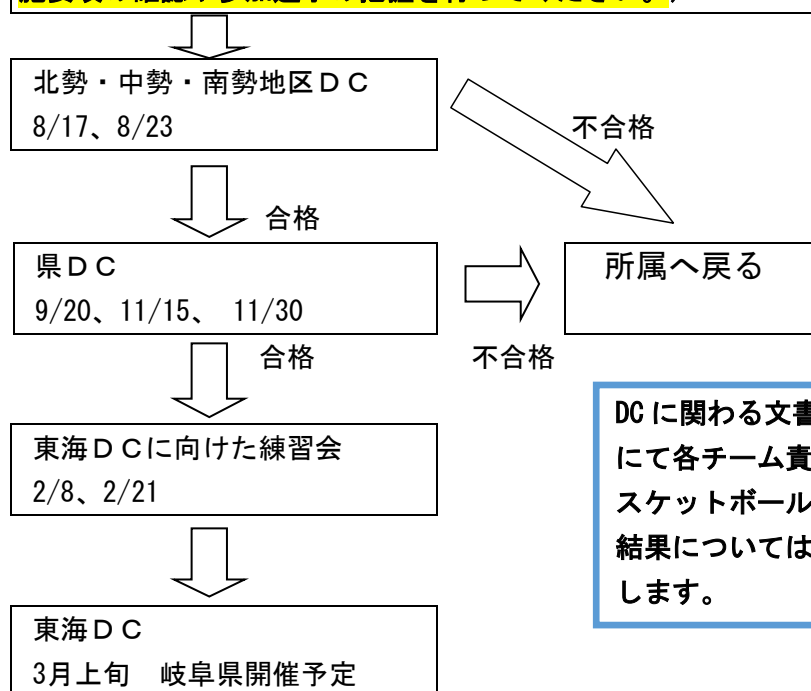 北勢・中勢・南勢地区ＤＣ
8/17、8/23
不合格
合格
県ＤＣ
9/20、11/15、 11/30
所属へ戻る
合格
不合格
DCに関わる文書
にて各チーム責
スケットボール
結果については
します。
東海ＤＣに向けた練習会
2/8、2/21
東海ＤＣ
3月上旬　岐阜県開催予定